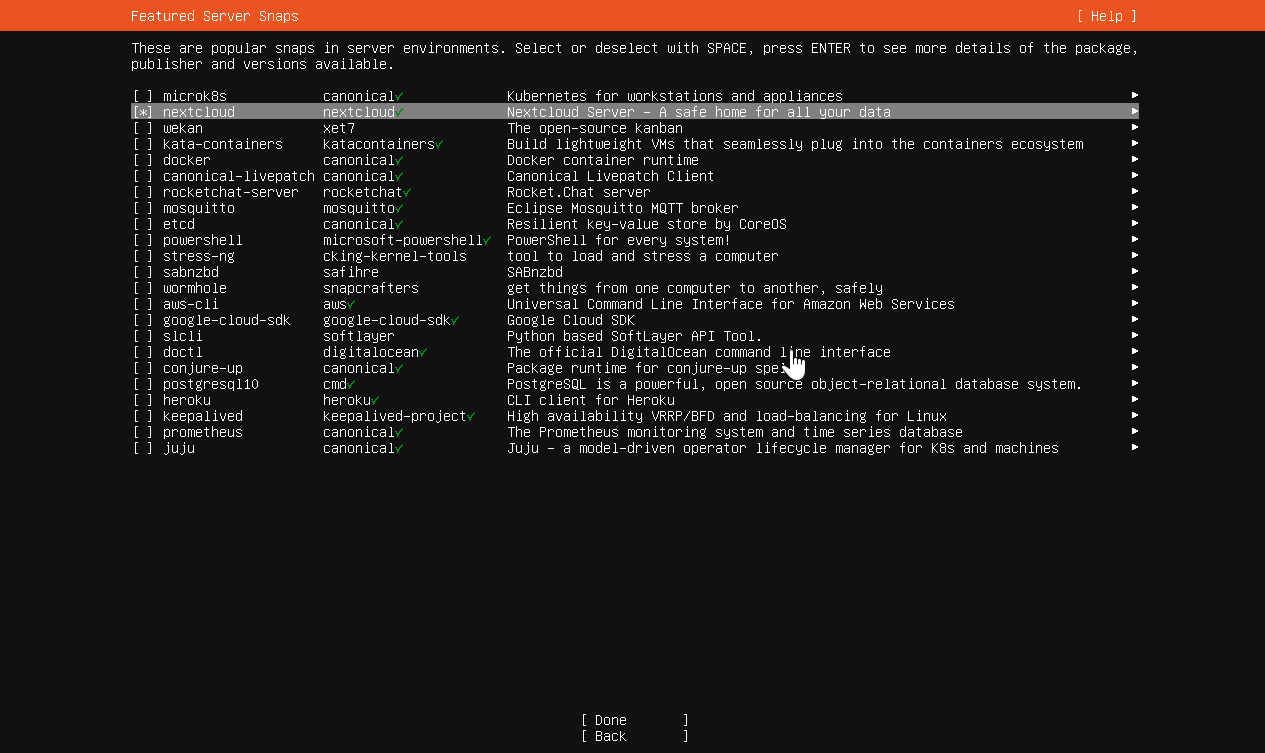 Featured Server Snaps [ Help ]
These are popular snaps in server environments. Select or deselect with SPACE, press ENTER to see more details of the package,
publisher and versions available.
[ ] microk8s canonical✓ Kubernetes for workstations and appliances ▸
[*] nextcloud nextcloud✓ Nextcloud Server - A safe home for all your data ▸
[ ] wekan xet7 The open-source kanban ▸
[ ] kata-containers katacontainers✓ Build lightweight VMs that seamlessly plug into the containers ecosystem ▸
[ ] docker canonical✓ Docker container runtime ▸
[ ] canonical-livepatch canonical✓ Canonical Livepatch Client ▸
[ ] rocketchat-server rocketchat✓ Rocket.Chat server ▸
[ ] mosquitto mosquitto✓ Eclipse Mosquitto MQTT broker ▸
[ ] etcd canonical✓ Resilient key-value store by CoreOS ▸
[ ] powershell microsoft-powershell✓ PowerShell for every system! ▸
[ ] stress-ng cking-kernel-tools tool to load and stress a computer ▸
[ ] sabnzbd safihre SABnzbd ▸
[ ] wormhole snapcrafters get things from one computer to another, safely ▸
[ ] aws-cli aws✓ Universal Command Line Interface for Amazon Web Services ▸
[ ] google-cloud-sdk google-cloud-sdk✓ Google Cloud SDK ▸
[ ] slcli softlayer Python based SoftLayer API Tool. ▸
[ ] doctl digitalocean✓ The official DigitalOcean command line interface ▸
[ ] conjure-up canonical✓ Package runtime for conjure-up ▸
[ ] postgresql10 cmd✓ PostgreSQL is a powerful, open source object-relational database system. ▸
[ ] heroku heroku✓ CLI client for Heroku ▸
[ ] keepalived keepalived-project✓ High availability VRRP/BFD and load-balancing for Linux ▸
[ ] prometheus canonical✓ The Prometheus monitoring system and time series database ▸
[ ] juju canonical✓ Juju - a model-driven operator lifecycle manager for K8s and machines ▸
[ Done ]
[ Back ]